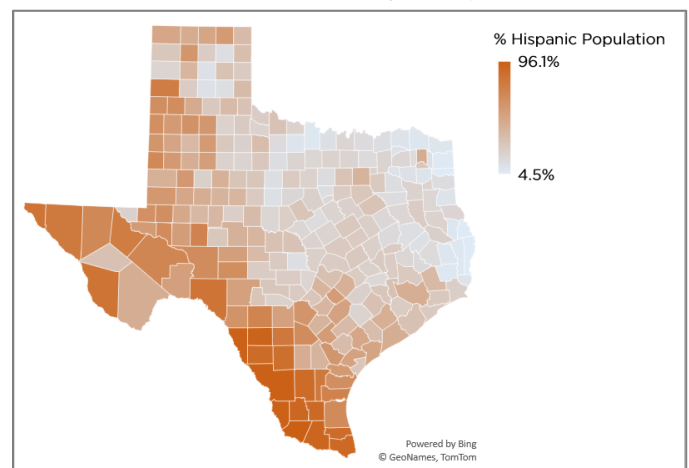 % Hispanic Population
96.1%
4.5%
Powered by Bing
© GeoNames, TomTom